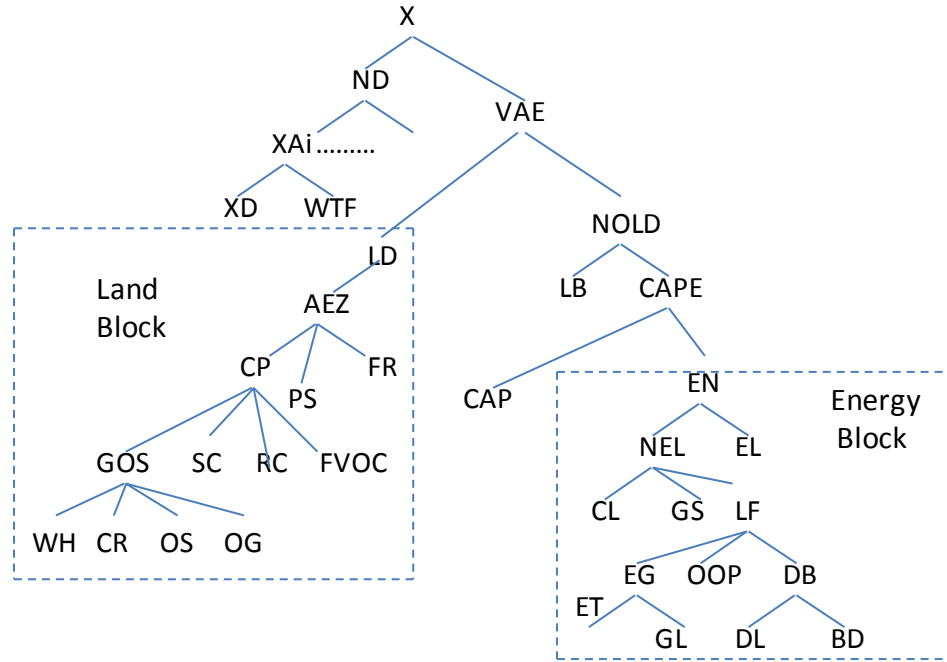 X
ND
VAE
XAi.........
XD WTF
NOLD
LD
Land
Block
LB CAPE
AEZ
CP
FR
PS
CAP
EN
Energy
Block
NEL EL
GOS SC RC FVOC
CL GS LF
WH CR OS OG
EG OOP DB
ET
GL DL BD